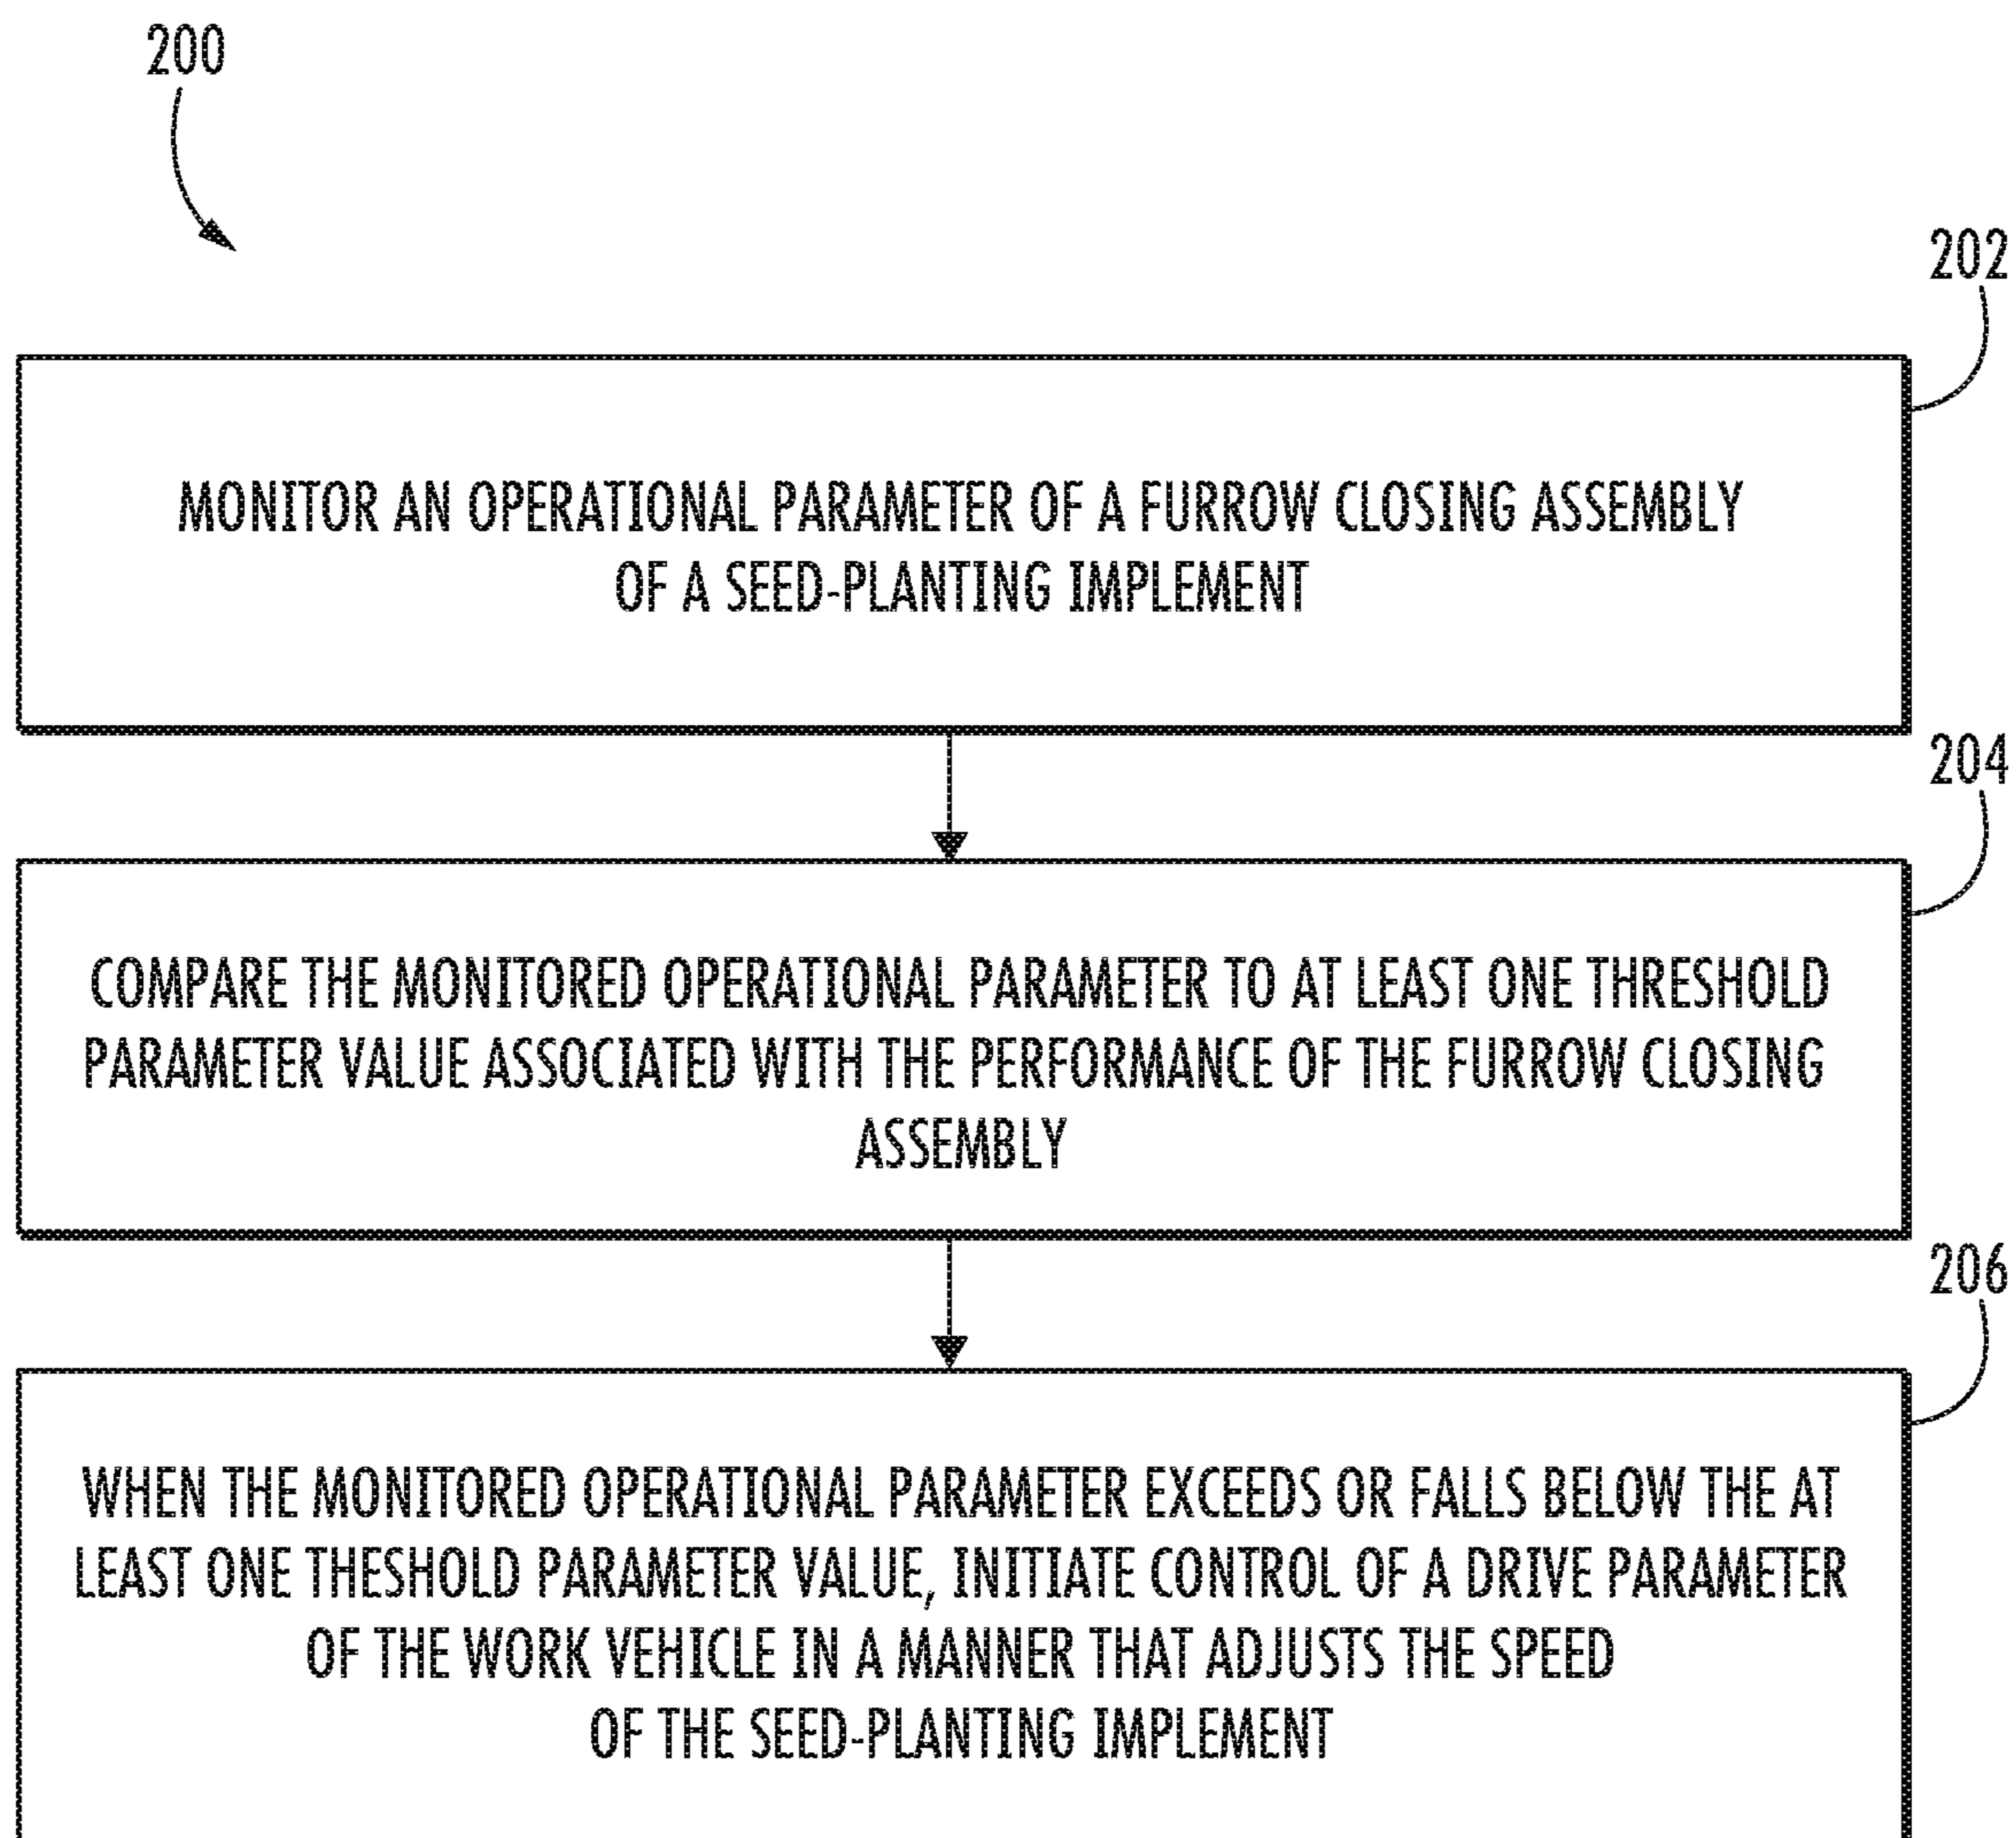 200
202
MONITOR AN OPERATIONAL PARAMETER OF A FURROW CLOSING ASSEMBLY
OF A SEED-PLANTING IMPLEMENT
204
COMPARE THE MONITORED OPERATIONAL PARAMETER TO AT LEAST ONE THRESHOLD
PARAMETER VALUE ASSOCIATED WITH THE PERFORMANCE OF THE FURROW CLOSING
ASSEMBLY
206
WHEN THE MONITORED OPERATIONAL PARAMETER EXCEEDS OR FALLS BELOW THE AT
LEAST ONE THESHOLD PARAMETER VALUE, INITIATE CONTROL OF A DRIVE PARAMETER
OF THE WORK VEHICLE IN A MANNER THAT ADJUSTS THE SPEED
OF THE SEED-PLANTING IMPLEMENT